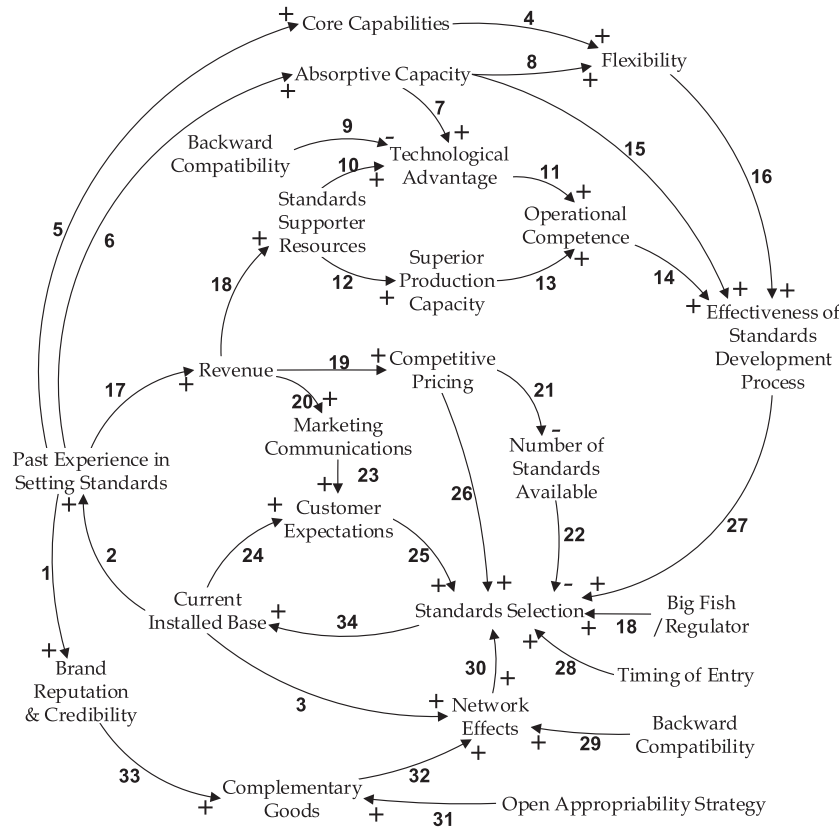 + Core Capabilities 4 +
Flexibility
+ Absorptive Capacity 8 +
7
9 - +
Backward
Compatibility
Technological
Advantage
10 +
15
16
11 +
Standards
Supporter
Resources
Operational
Competence
+
5
6
+
18
12 +
Superior
Production
Capacity
13
14 + + +
Effectiveness of
Standards
Development
Process
17 +
Revenue
19 +
Competitive
Pricing
20 +
21
-
Marketing
Communications
Number of
Standards
Available
Past Experience in
Setting Standards
+
23
+ +
Customer
Expectations
26
22
27
24
25
2
1
Current
Installed Base
+
34
+ + - +
Standards Selection
+
18
Big Fish
/Regulator
+
28
Timing of Entry
+
Brand
Reputation
& Credibility
30
+
3
+
Network
Effects
+
+
29
Backward
Compatibility
33
+
32
Complementary
Goods
+
31
Open Appropriability Strategy